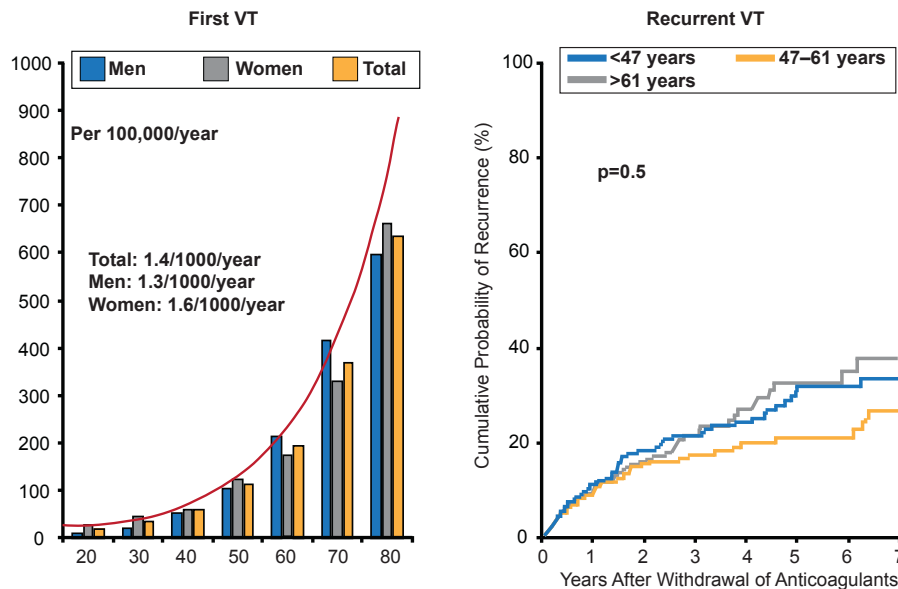 First VT
Men Women Total
Per 100,000/year
Total: 1.4/1000/year
Men: 1.3/1000/year
Women: 1.6/1000/year
1000
900
800
700
600
500
400
300
200
100
0
20 30 40 50 60 70 80
Recurrent VT
<47 years 47–61 years
>61 years
p=0.5
Cumulative Probability of Recurrence (%)
100
80
60
40
20
0
0 1 2 3 4 5 6 7
Years After Withdrawal of Anticoagulants